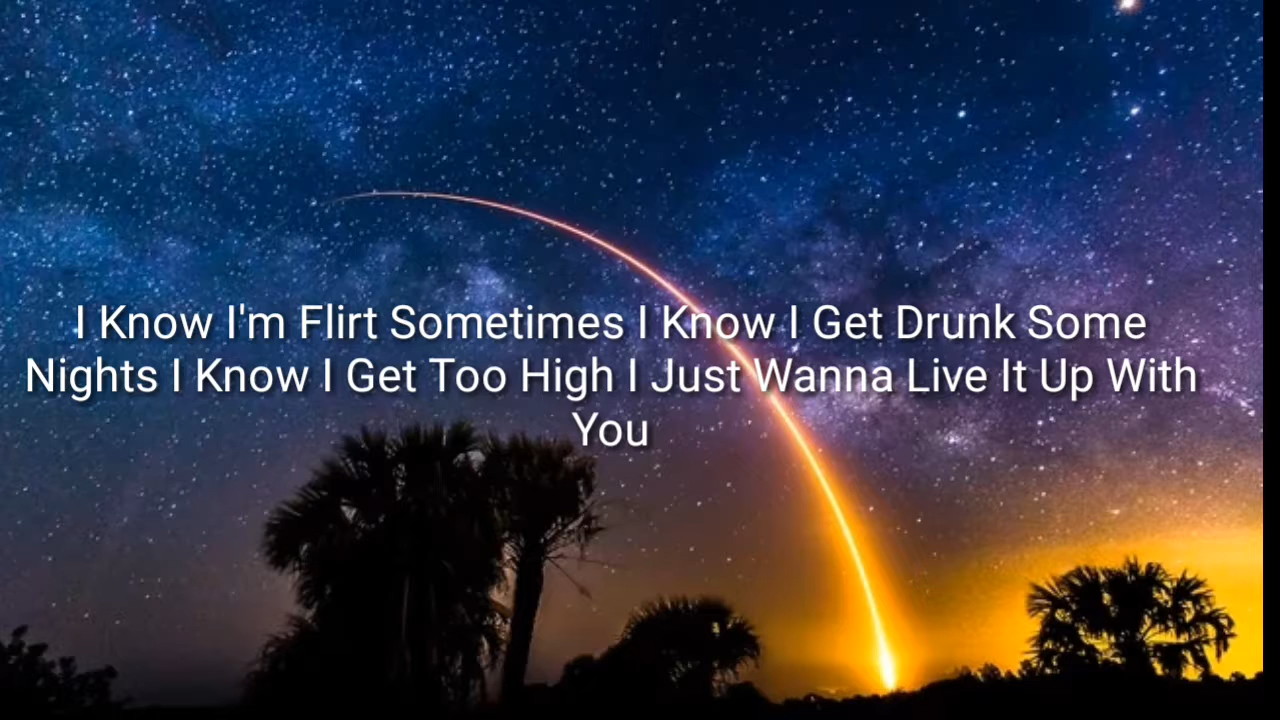 I Know I'm Flirt Sometimes I Know I Get Drunk Some
Nights I Know I Get Too High I Just Wanna Live It Up With
You